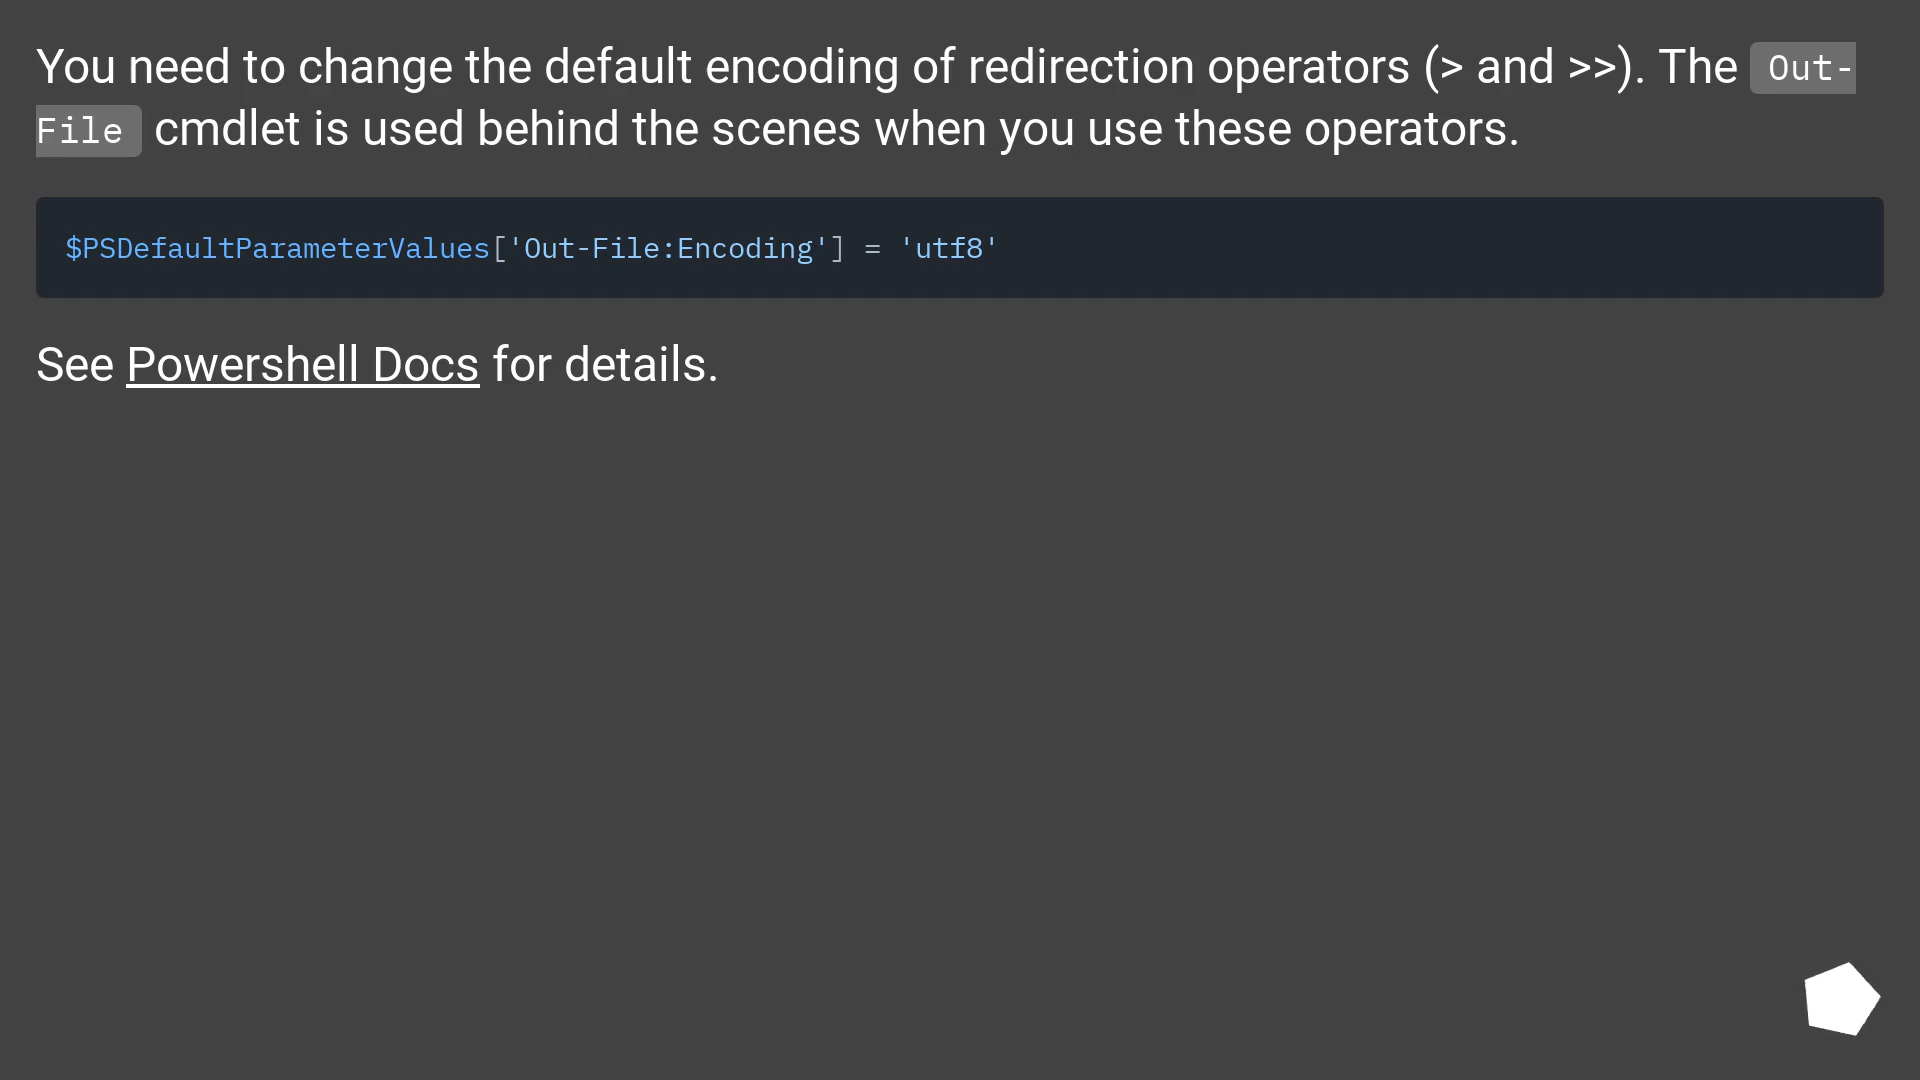 You need to change the default encoding of redirection operators (> and >>). The Out-
File cmdlet is used behind the scenes when you use these operators.
$PSDefaultParameterValues['Out-File:Encoding'] = 'utf8'
See Powershell Docs for details.